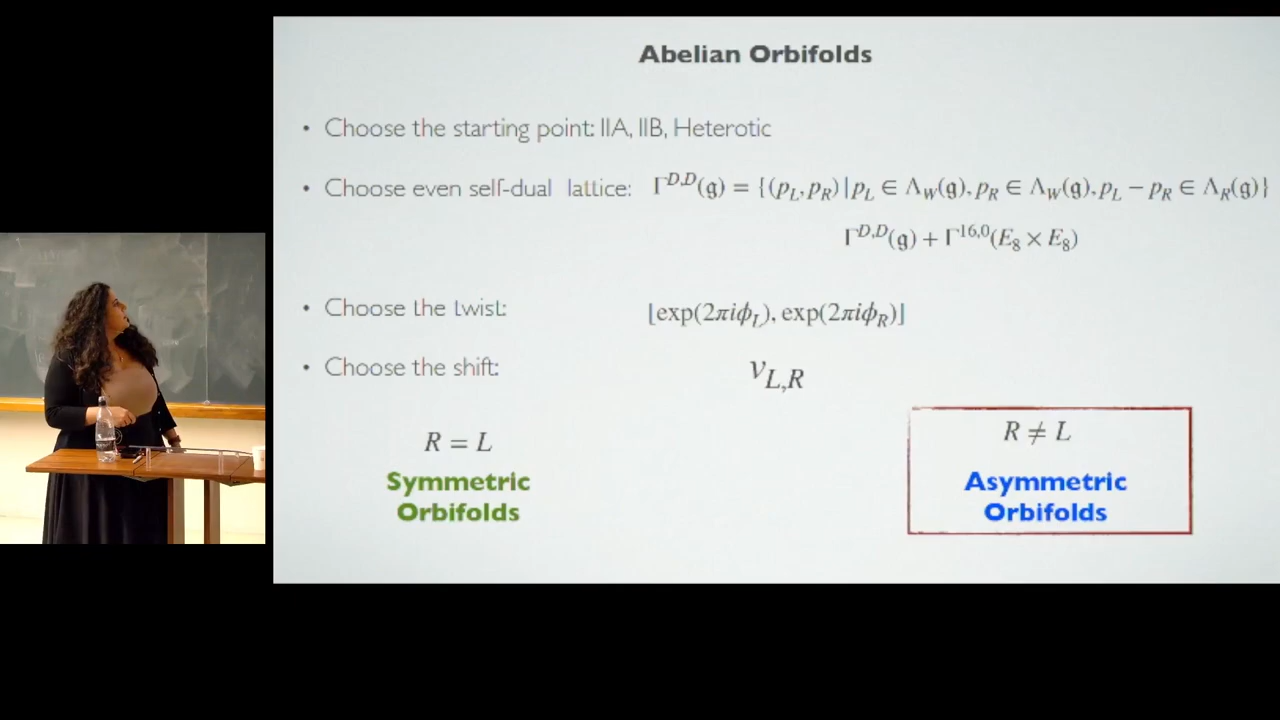 Abelian Orbifolds
• Choose the starting point: IIA, IIB, Heterotic
• Choose even self-dual lattice: Γ^{D,D}(𝔤) = {(p_L, p_R)|p_L ∈ Λ_W(𝔤), p_R ∈ Λ_W(𝔤), p_L − p_R ∈ Λ_R(𝔤)}
Γ^{D,D}(𝔤) + Γ^{16,0}(E_8 × E_8)
• Choose the twist: [exp(2πiϕ_L), exp(2πiϕ_R)]
• Choose the shift: v_{L,R}
R = L
Symmetric
Orbifolds
R ≠ L
Asymmetric
Orbifolds